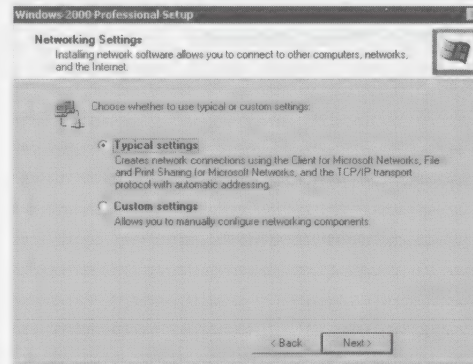 Windows 2000 Professional Setup
Networking Settings
Installing network software allows you to connect to other computers, networks,
and the Internet.
Choose whether to use typical or custom settings:
Typical settings
Creates network connections using the Client for Microsoft Networks, File
and Print Sharing for Microsoft Networks, and the TCP/IP transport
protocol with automatic addressing.
Custom settings
Allows you to manually configure networking components.
< Back
Next >